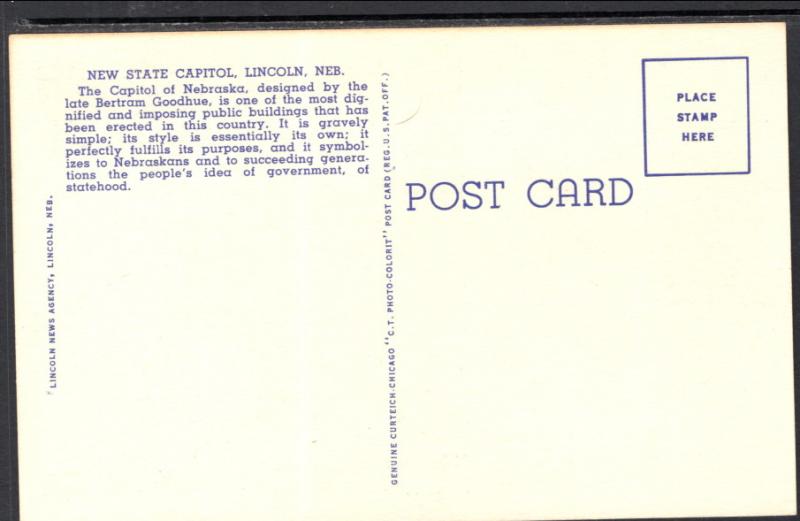 NEW STATE CAPITOL, LINCOLN, NEB.
The Capitol of Nebraska, designed by the
late Bertram Goodhue, is one of the most dig-
nified and imposing public buildings that has
been erected in this country. It is gravely
simple; its style is essentially its own; it
perfectly fulfills its purposes, and it symbol-
izes to Nebraskans and to succeeding genera-
tions the people's idea of government, of
statehood.
LINCOLN NEWS AGENCY, LINCOLN, NEB.
GENUINE CURTEICH-CHICAGO "C.T. PHOTO-COLORIT" POST CARD (REG. U.S. PAT. OFF.)
POST CARD
PLACE
STAMP
HERE